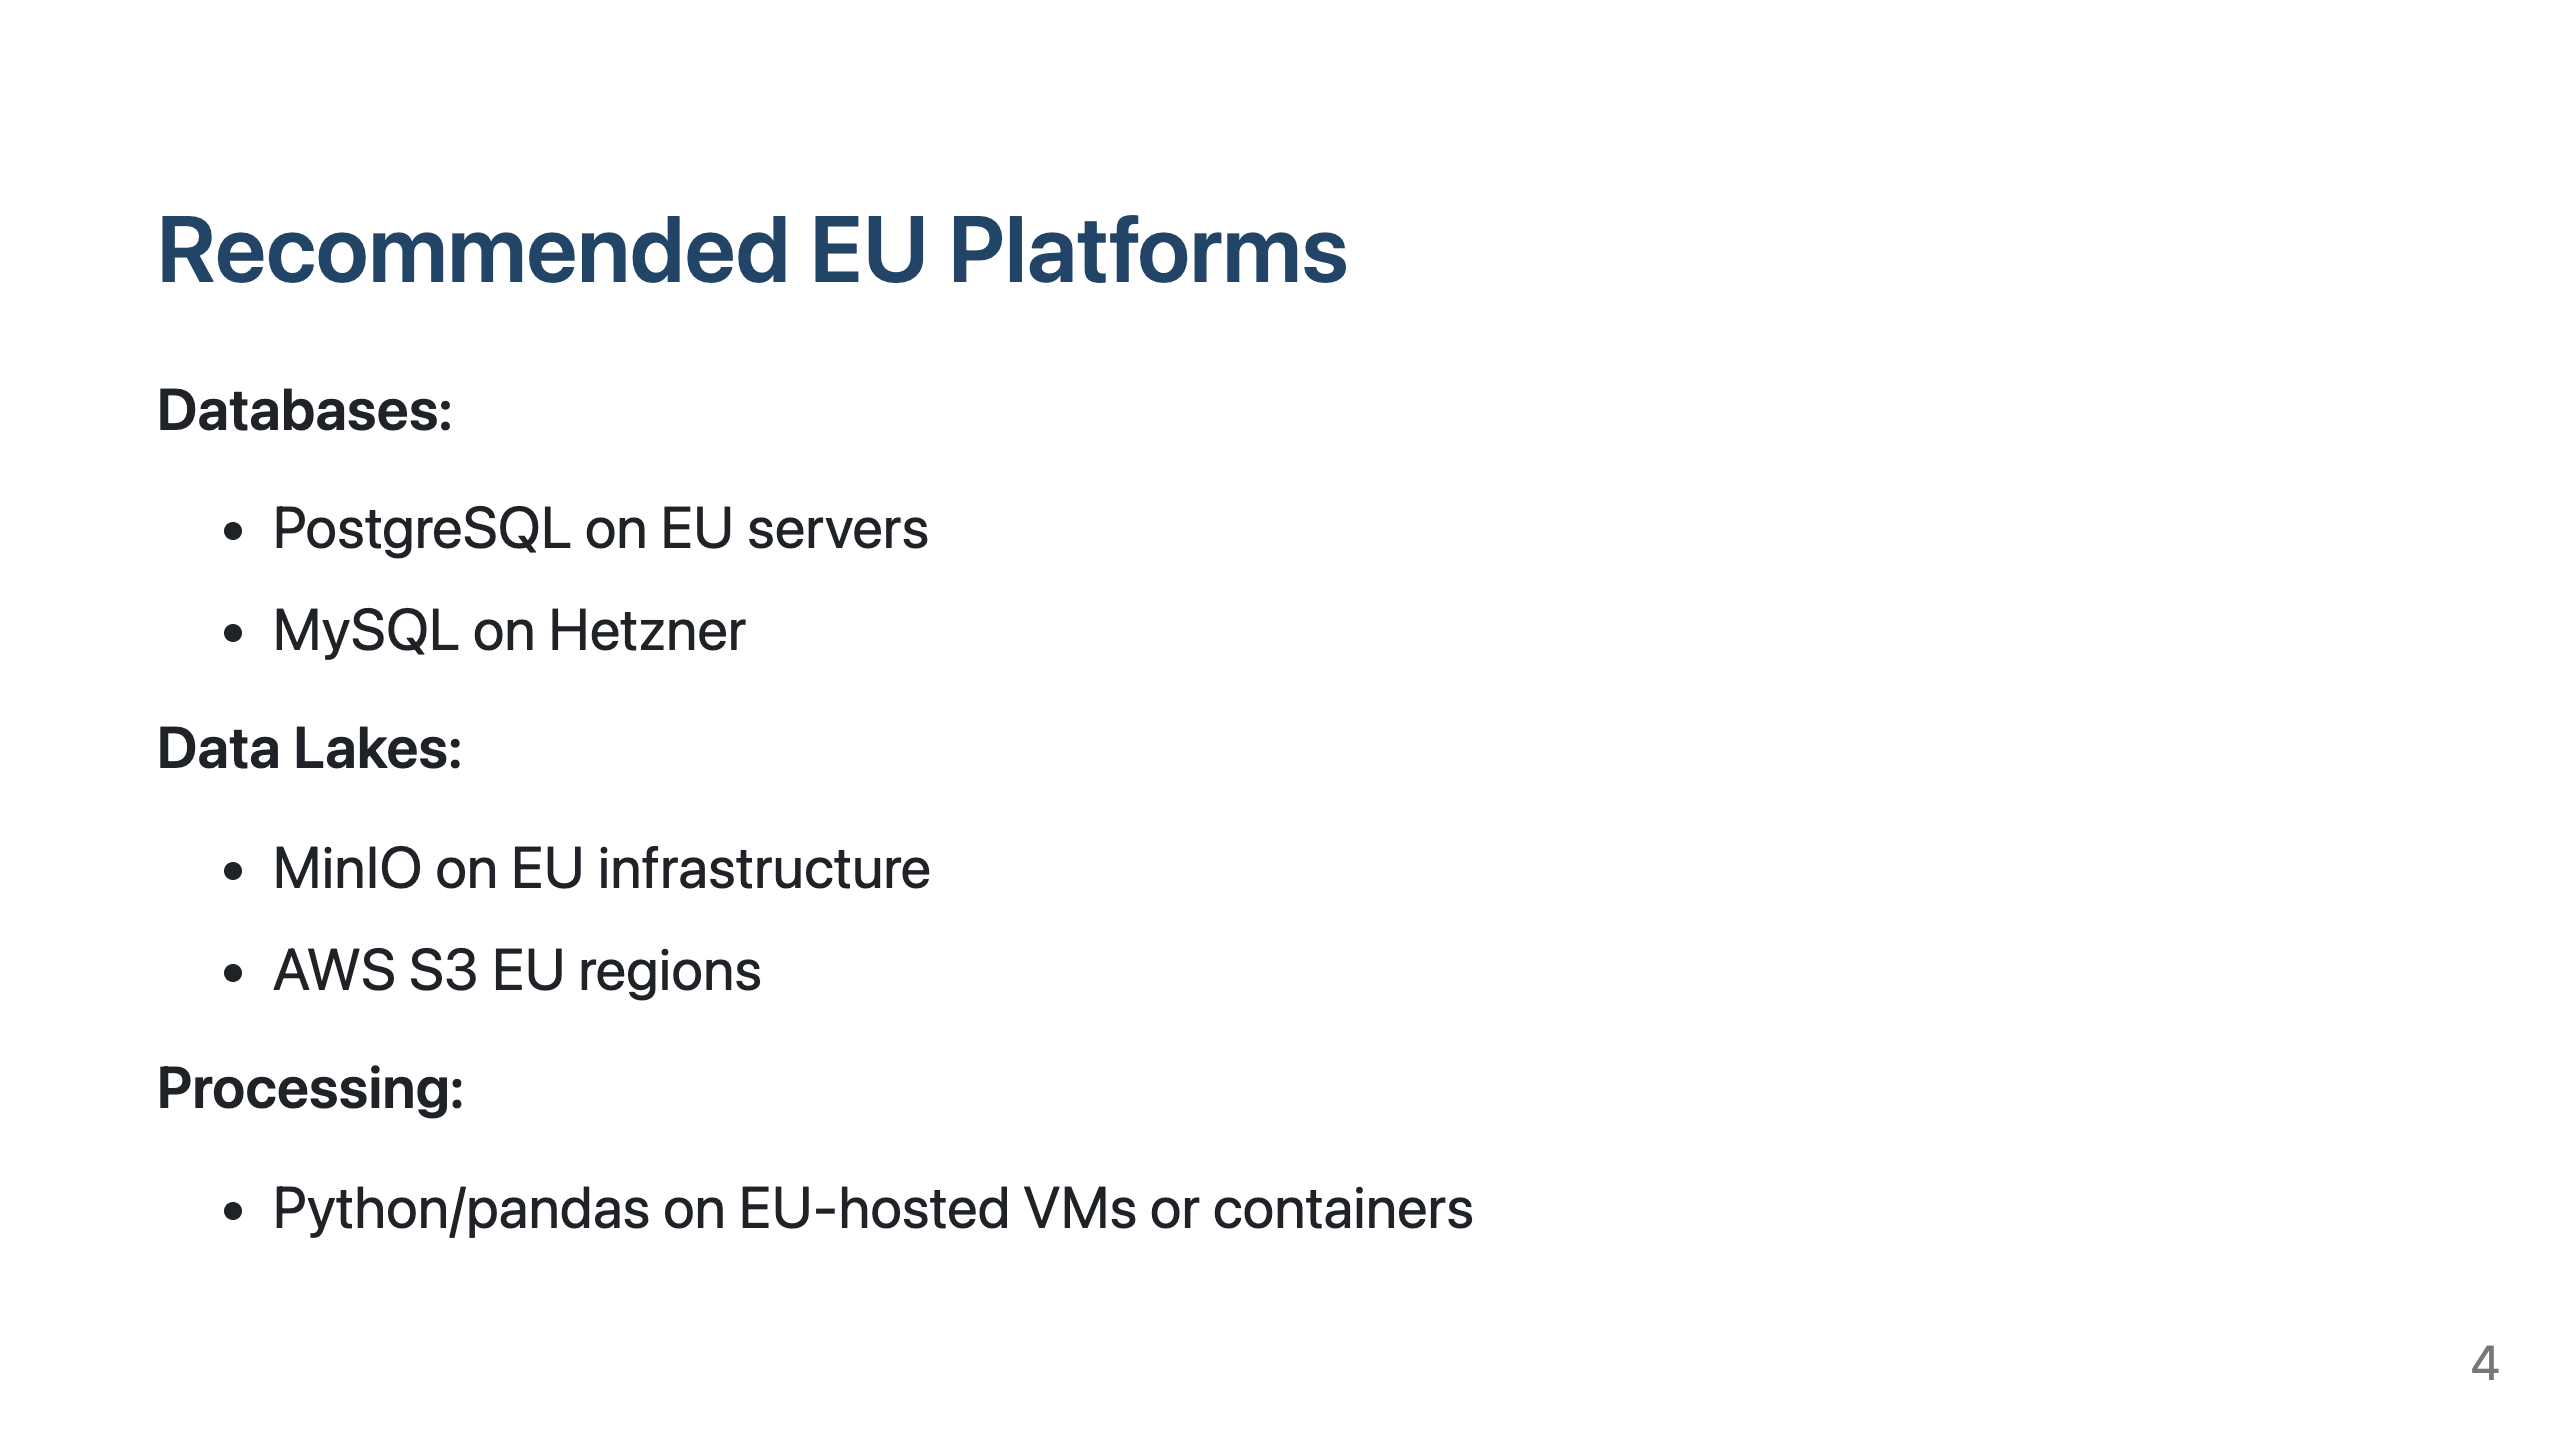 Recommended EU Platforms
Databases:
• PostgreSQL on EU servers
• MySQL on Hetzner
Data Lakes:
• MinIO on EU infrastructure
• AWS S3 EU regions
Processing:
• Python/pandas on EU-hosted VMs or containers
4